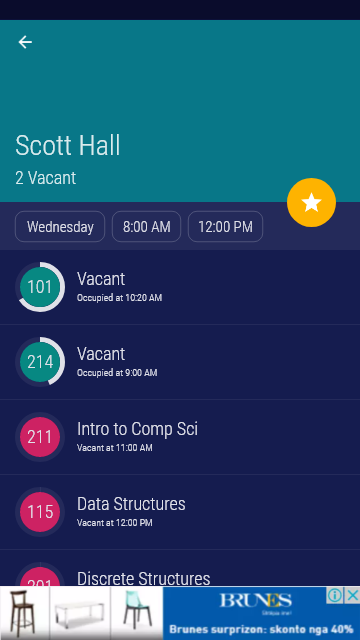 Scott Hall
2 Vacant
Wednesday 8:00 AM 12:00 PM
101 Vacant
Occupied at 10:20 AM
214 Vacant
Occupied at 9:00 AM
211 Intro to Comp Sci
Vacant at 11:00 AM
115 Data Structures
Vacant at 12:00 PM
Discrete Structures
BRUNES
Brunes surprizon: skonto nga 40%